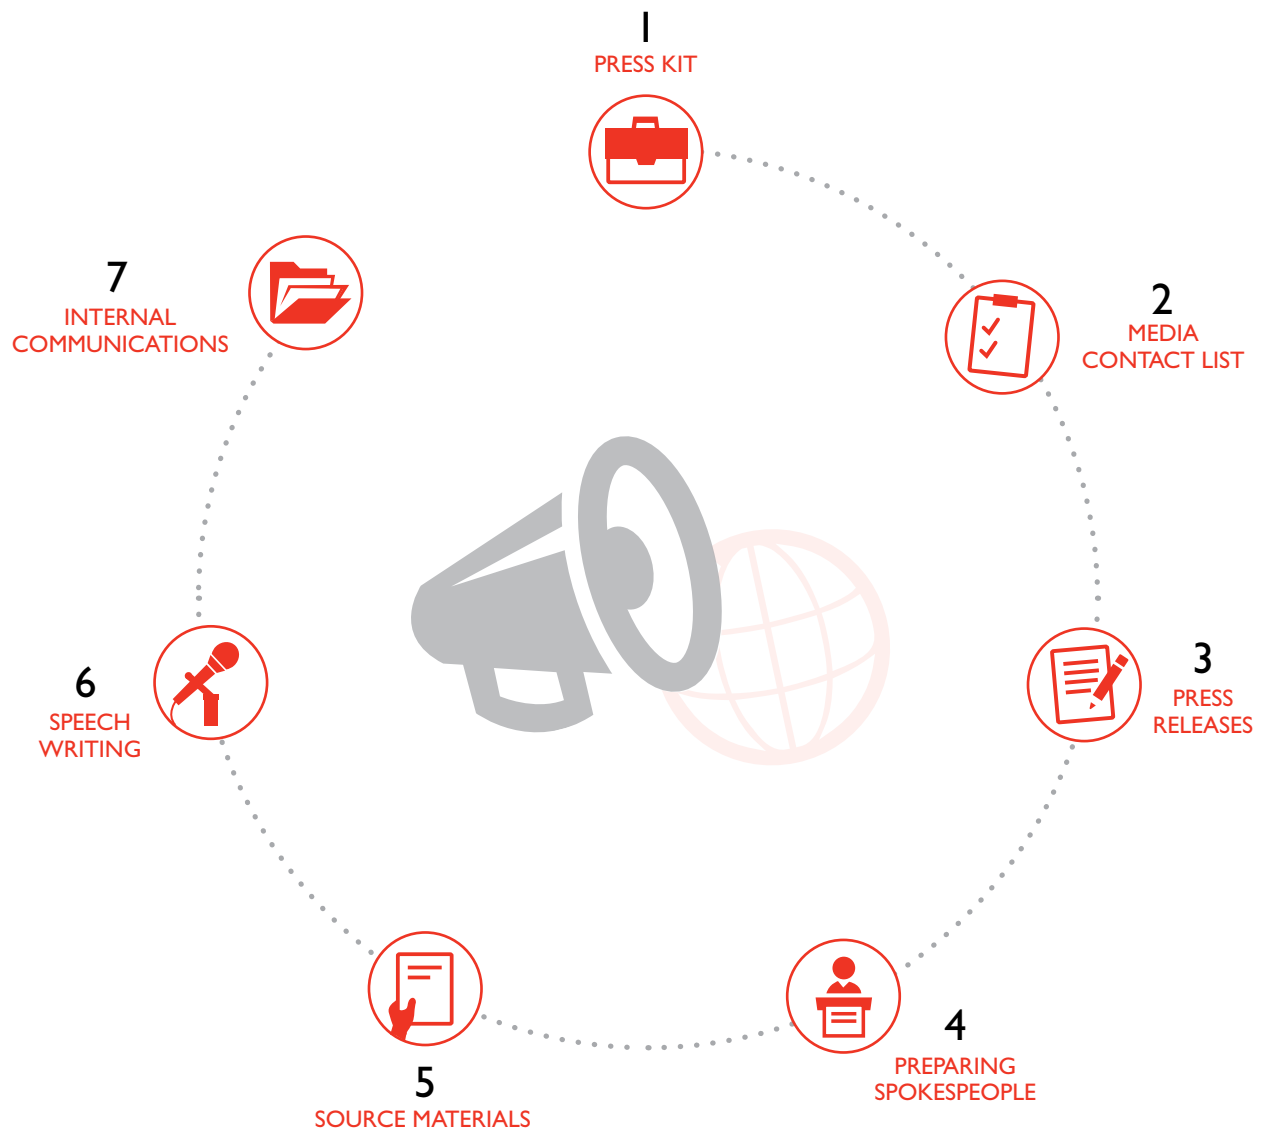 1
PRESS KIT
2
MEDIA
CONTACT LIST
3
PRESS
RELEASES
4
PREPARING
SPOKESPEOPLE
5
SOURCE MATERIALS
6
SPEECH
WRITING
7
INTERNAL
COMMUNICATIONS